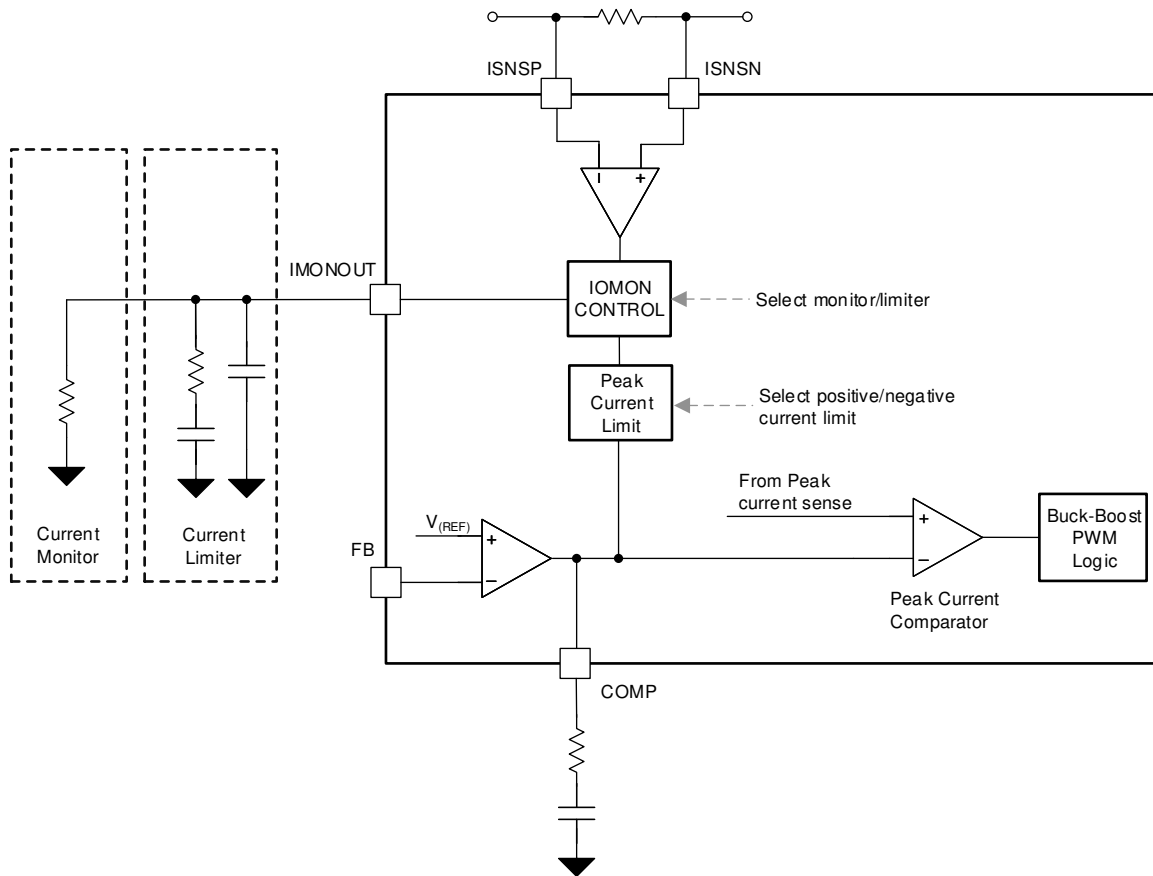 ISNSP
ISNSN
IMONOUT
IOMON
CONTROL
Select monitor/limiter
Peak
Current
Limit
Select positive/negative
current limit
Current
Monitor
Current
Limiter
V(REF)
FB
From Peak
current sense
Buck-Boost
PWM
Logic
Peak Current
Comparator
COMP